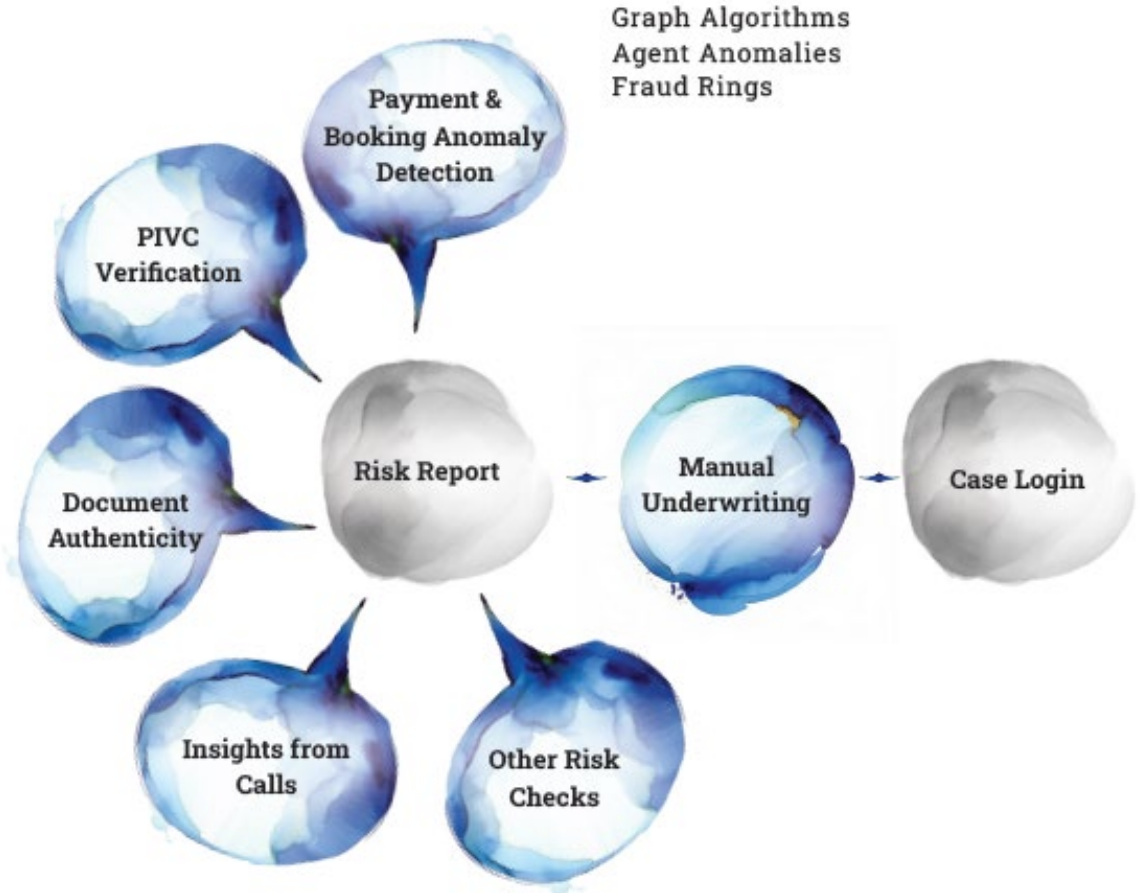 Graph Algorithms
Agent Anomalies
Fraud Rings
Payment &
Booking Anomaly
Detection
PIVC
Verification
Document
Authenticity
Insights from
Calls
Other Risk
Checks
Risk Report
Manual
Underwriting
Case Login